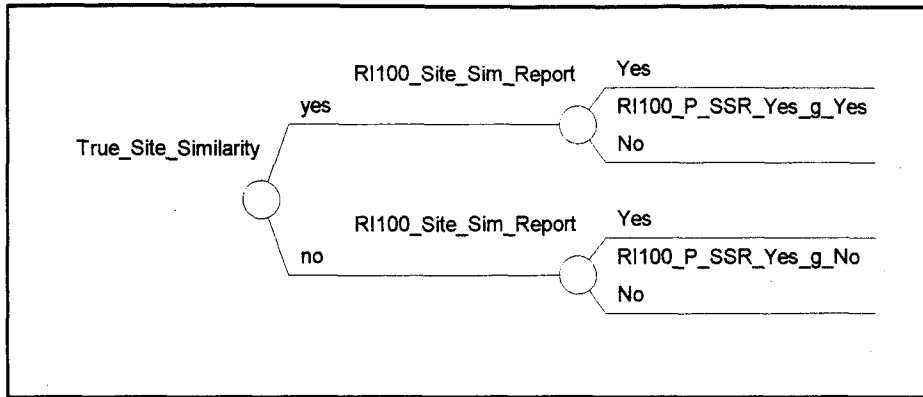 RI100_Site_Sim_Report
Yes
yes
RI100_P_SSR_Yes_g_Yes
No
True_Site_Similarity
RI100_Site_Sim_Report
Yes
no
RI100_P_SSR_Yes_g_No
No